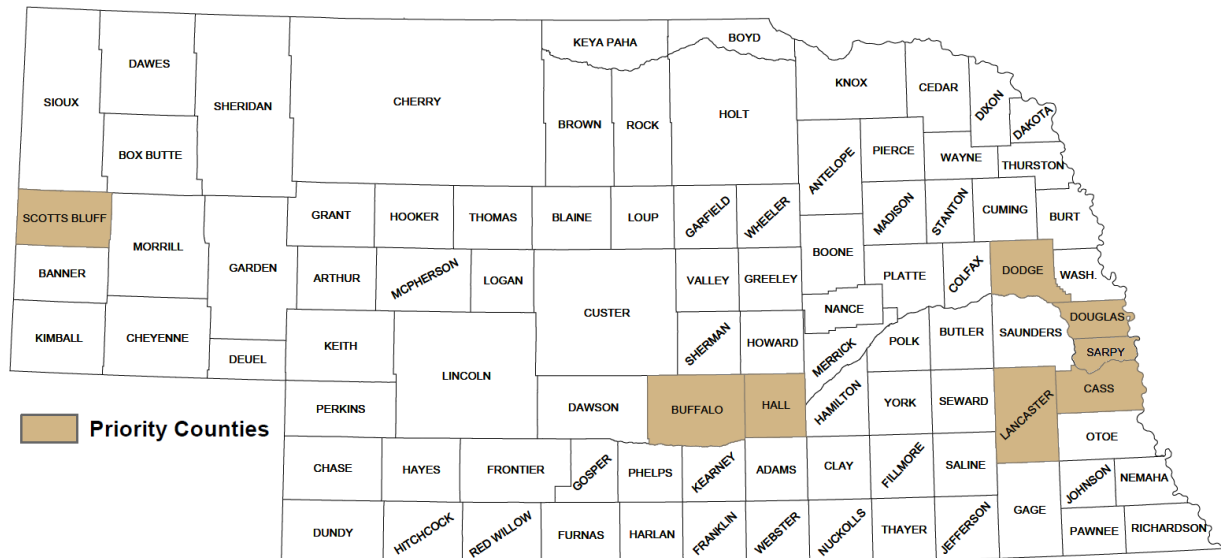 KEYA PAHA
BOYD
DAWES
SIOUX
SHERIDAN
CHERRY
KNOX
CEDAR
DIXON
DAKOTA
BROWN
ROCK
HOLT
BOX BUTTE
ANTELOPE
PIERCE
WAYNE
THURSTON
SCOTTS BLUFF
GRANT
HOOKER
THOMAS
BLAINE
LOUP
GARFIELD
WHEELER
MADISON
STANTON
CUMING
BURT
MORRILL
GARDEN
BOONE
BANNER
ARTHUR
MCPHERSON
LOGAN
VALLEY
GREELEY
PLATTE
COLFAX
DODGE
WASH.
CUSTER
NANCE
KIMBALL
CHEYENNE
DEUEL
KEITH
SHERMAN
HOWARD
MERRICK
POLK
BUTLER
SAUNDERS
DOUGLAS
SARPY
LINCOLN
PERKINS
DAWSON
BUFFALO
HALL
HAMILTON
YORK
SEWARD
LANCASTER
CASS
Priority Counties
OTOE
CHASE
HAYES
FRONTIER
GOSPER
PHELPS
KEARNEY
ADAMS
CLAY
FILLMORE
SALINE
JOHNSON
NEMAHA
GAGE
DUNDY
HITCHCOCK
RED WILLOW
FURNAS
HARLAN
FRANKLIN
WEBSTER
NUCKOLLS
THAYER
JEFFERSON
PAWNEE
RICHARDSON